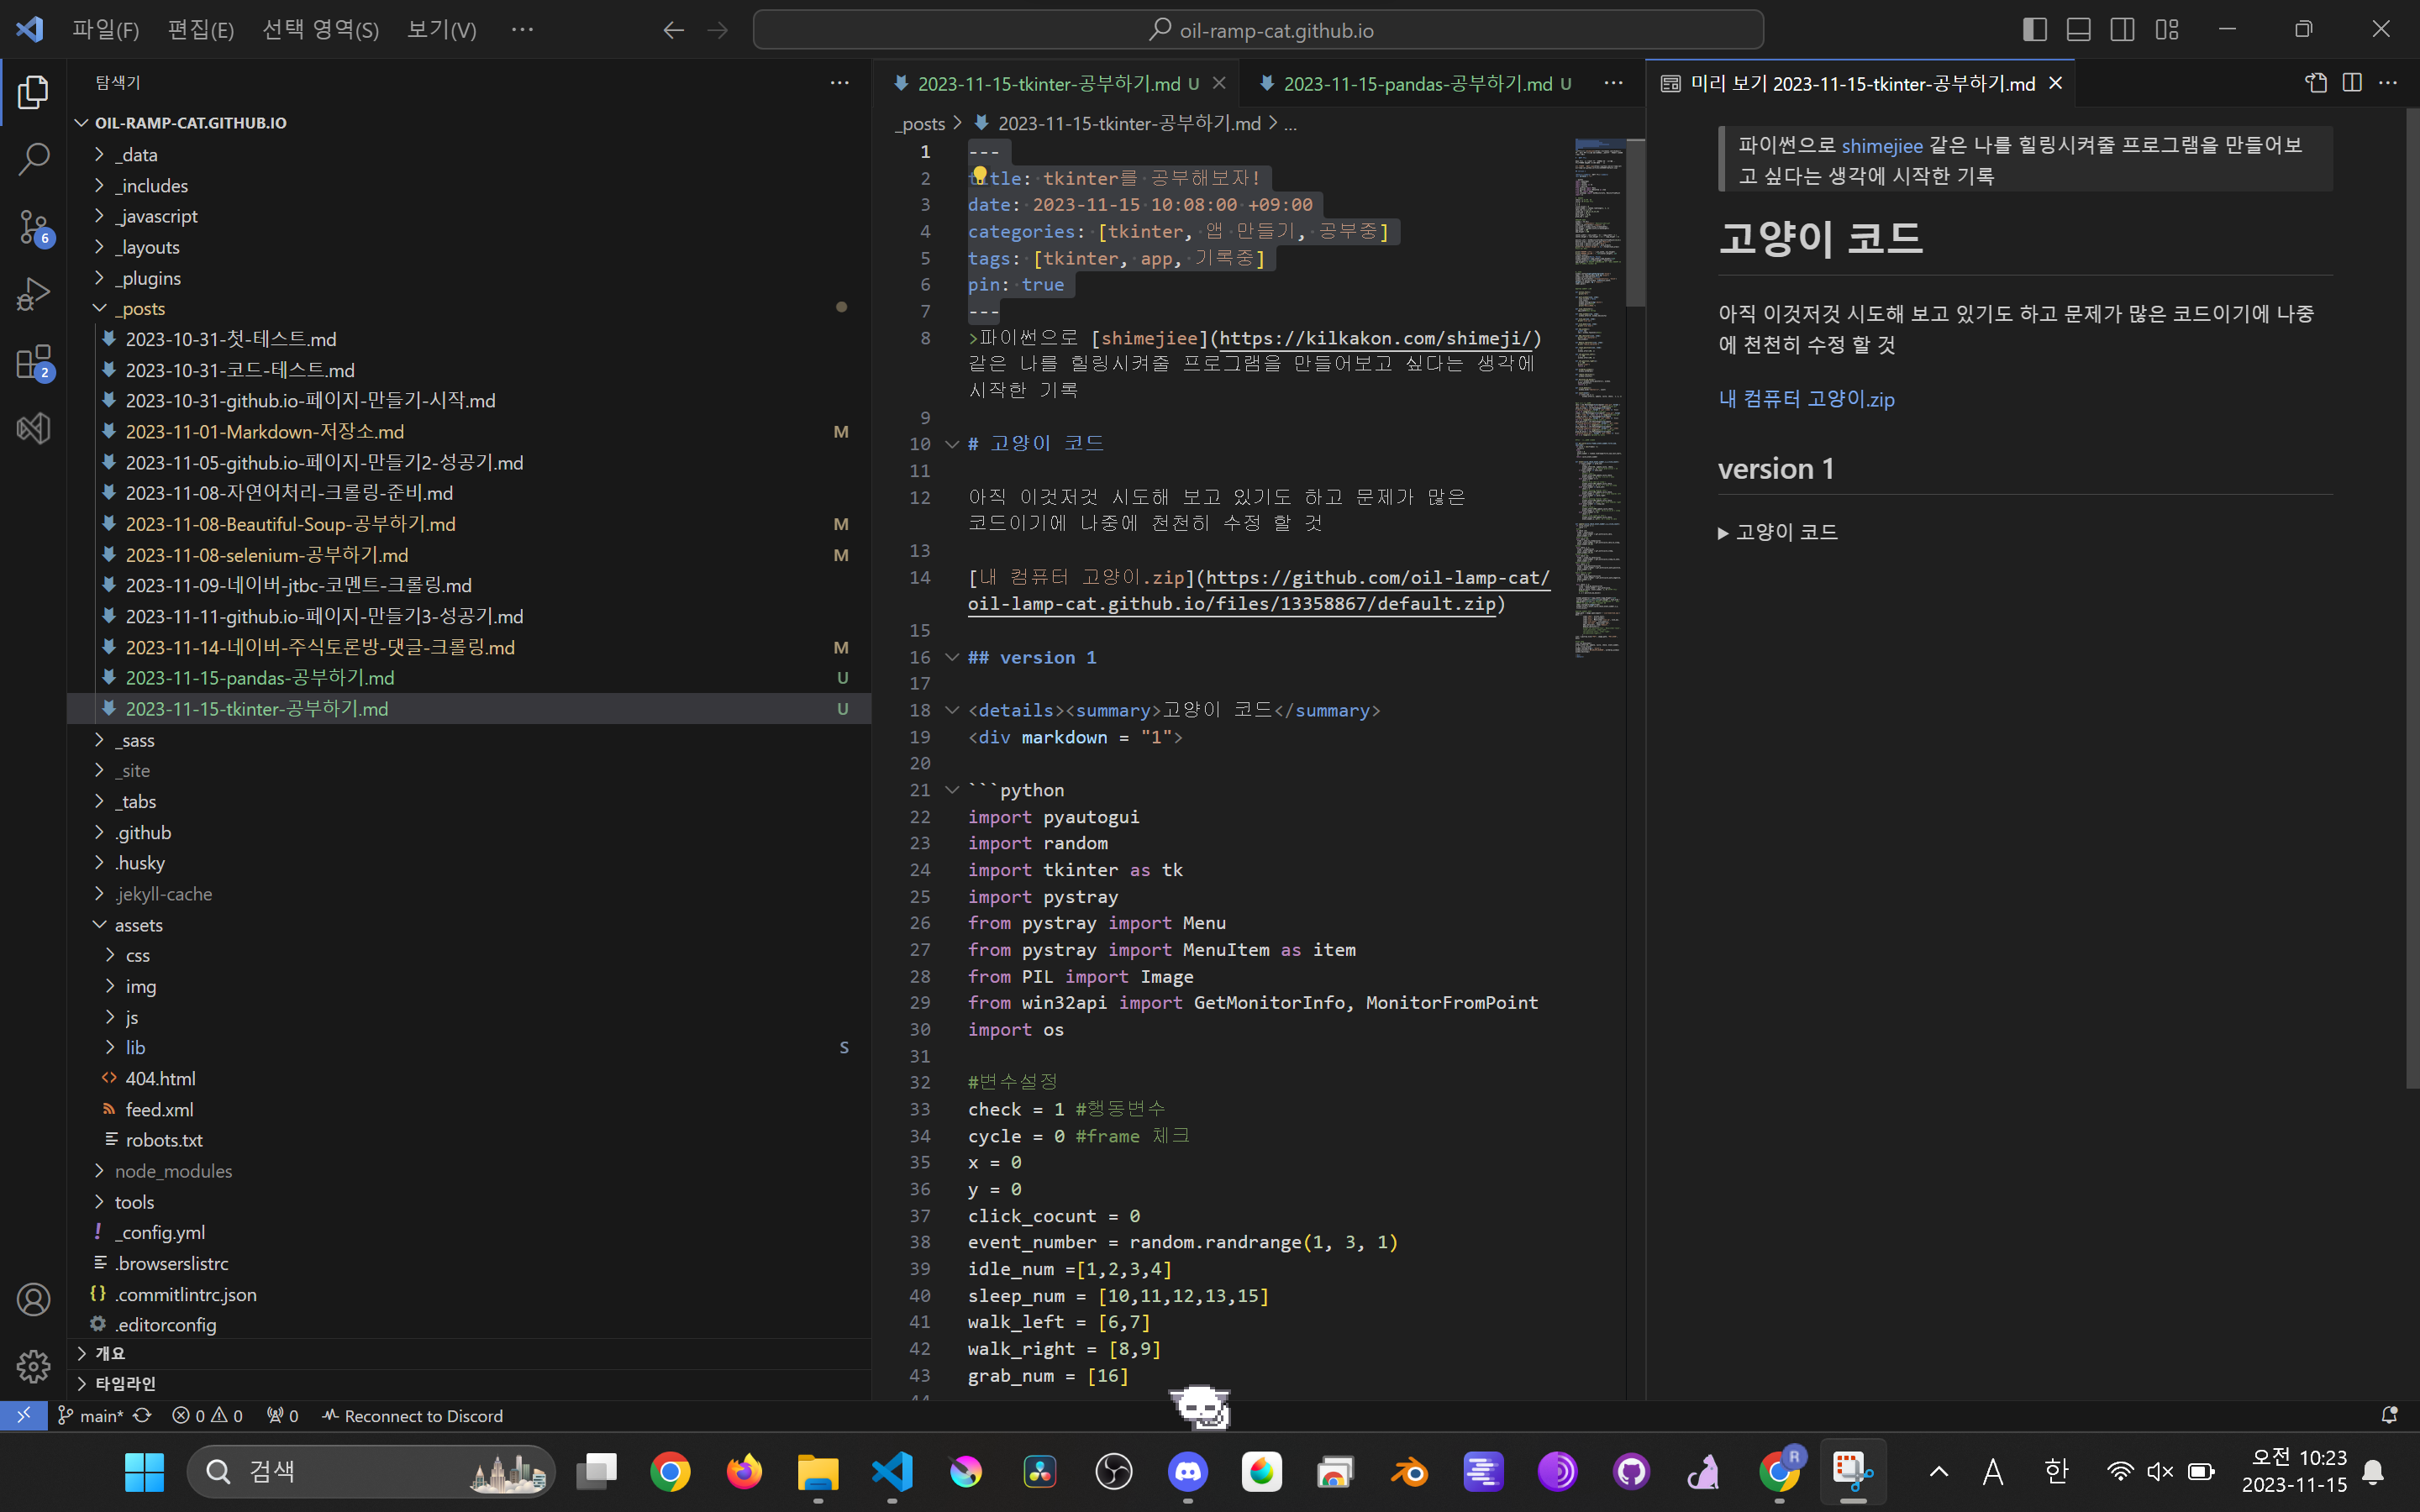 파일(F) 편집(E) 선택 영역(S) 보기(V) ···
oil-ramp-cat.github.io
탐색기
OIL-RAMP-CAT.GITHUB.IO
_data
_includes
_javascript
_layouts
_plugins
_posts
2023-10-31-첫-테스트.md
2023-10-31-코드-테스트.md
2023-10-31-github.io-페이지-만들기-시작.md
2023-11-01-Markdown-저장소.md M
2023-11-05-github.io-페이지-만들기2-성공기.md
2023-11-08-자연어처리-크롤링-준비.md
2023-11-08-Beautiful-Soup-공부하기.md M
2023-11-08-selenium-공부하기.md M
2023-11-09-네이버-jtbc-코멘트-크롤링.md
2023-11-11-github.io-페이지-만들기3-성공기.md
2023-11-14-네이버-주식토론방-댓글-크롤링.md M
2023-11-15-pandas-공부하기.md U
2023-11-15-tkinter-공부하기.md U
_sass
_site
_tabs
.github
.husky
.jekyll-cache
assets
css
img
js
lib S
404.html
feed.xml
robots.txt
node_modules
tools
_config.yml
.browserslistrc
.commitlintrc.json
.editorconfig
개요
타임라인
6
2
2023-11-15-tkinter-공부하기.md U
2023-11-15-pandas-공부하기.md U
_posts > 2023-11-15-tkinter-공부하기.md > ...
1 ---
2 title: tkinter를 공부해보자!
3 date: 2023-11-15 10:08:00 +09:00
4 categories: [tkinter, 앱 만들기, 공부중]
5 tags: [tkinter, app, 기록중]
6 pin: true
7 ---
8 >파이썬으로 [shimejiee](https://kilkakon.com/shimeji/)
같은 나를 힐링시켜줄 프로그램을 만들어보고 싶다는 생각에
시작한 기록
9
10 # 고양이 코드
11
12 아직 이것저것 시도해 보고 있기도 하고 문제가 많은
코드이기에 나중에 천천히 수정 할 것
13
14 [내 컴퓨터 고양이.zip](https://github.com/oil-lamp-cat/
oil-lamp-cat.github.io/files/13358867/default.zip)
15
16 ## version 1
17
18 <details><summary>고양이 코드</summary>
19 <div markdown = "1">
20
21 ```python
22 import pyautogui
23 import random
24 import tkinter as tk
25 import pystray
26 from pystray import Menu
27 from pystray import MenuItem as item
28 from PIL import Image
29 from win32api import GetMonitorInfo, MonitorFromPoint
30 import os
31
32 #변수설정
33 check = 1 #행동변수
34 cycle = 0 #frame 체크
35 x = 0
36 y = 0
37 click_cocunt = 0
38 event_number = random.randrange(1, 3, 1)
39 idle_num =[1,2,3,4]
40 sleep_num = [10,11,12,13,15]
41 walk_left = [6,7]
42 walk_right = [8,9]
43 grab_num = [16]
44
미리 보기 2023-11-15-tkinter-공부하기.md
파이썬으로 shimejiee 같은 나를 힐링시켜줄 프로그램을 만들어보
고 싶다는 생각에 시작한 기록
고양이 코드
아직 이것저것 시도해 보고 있기도 하고 문제가 많은 코드이기에 나중
에 천천히 수정 할 것
내 컴퓨터 고양이.zip
version 1
고양이 코드
main* 0 0 0 Reconnect to Discord
검색
R
A 한
오전 10:23
2023-11-15